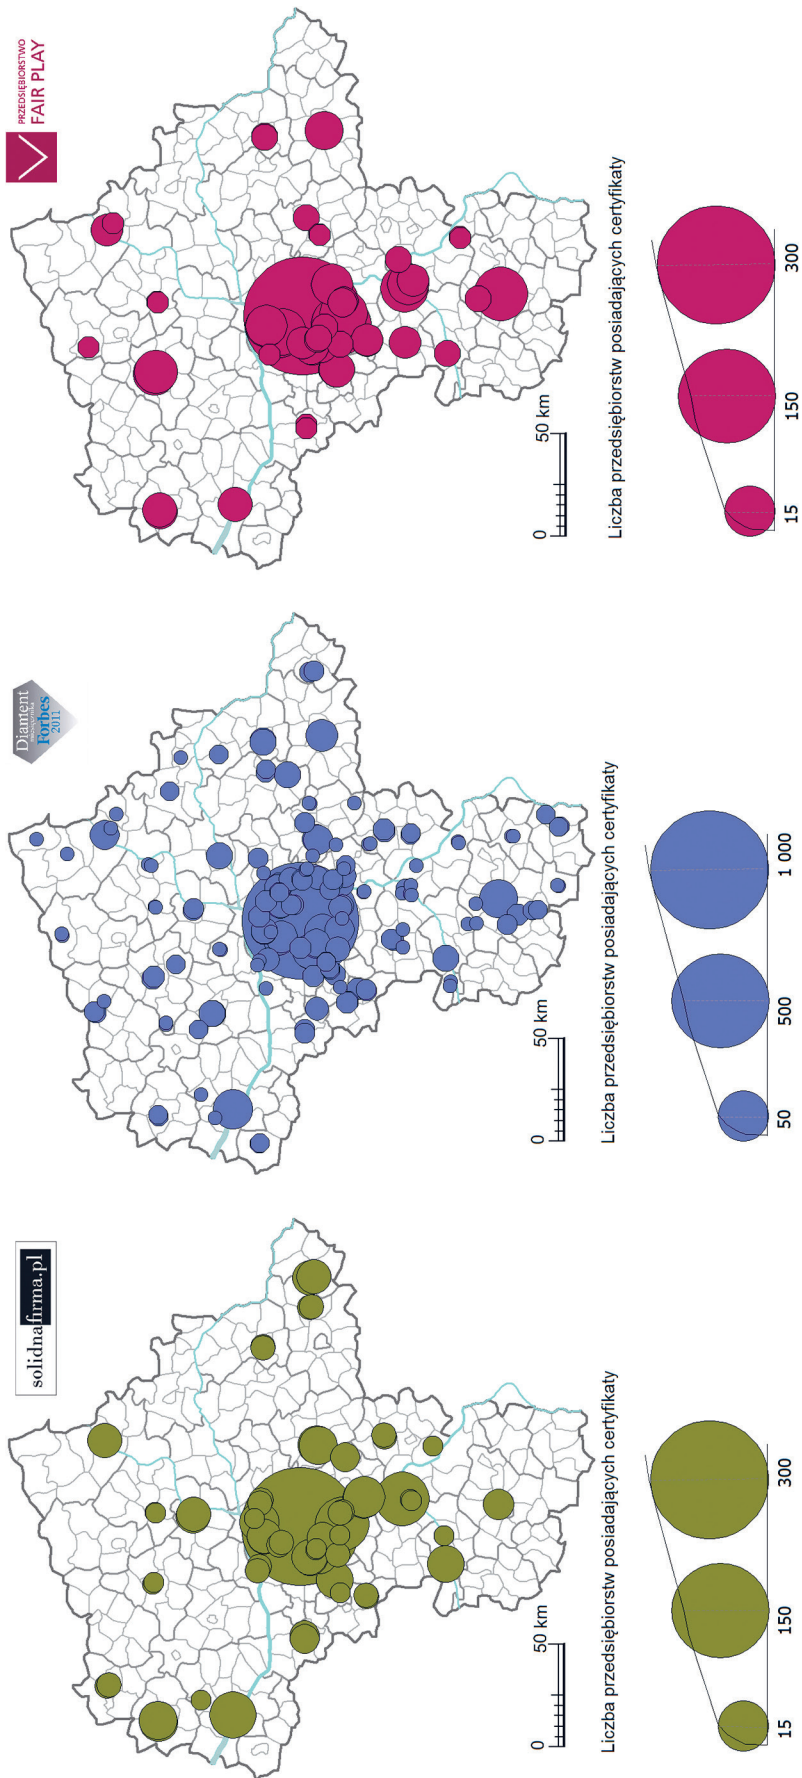 solidnafirma.pl
0 50 km
Liczba przedsiębiorstw posiadających certyfikaty
15 150 300
Diament
Forbes
2011
0 50 km
Liczba przedsiębiorstw posiadających certyfikaty
50 500 1 000
PRZEDSIĘBIORSTWO
FAIR PLAY
0 50 km
Liczba przedsiębiorstw posiadających certyfikaty
15 150 300